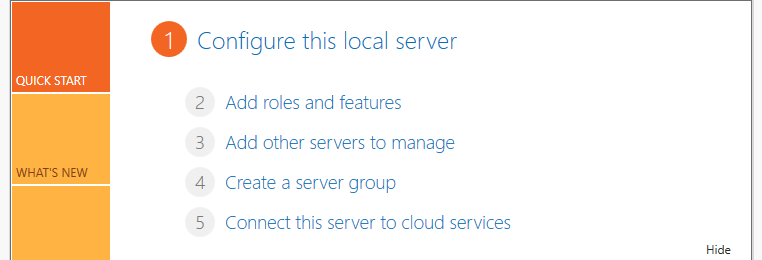 1 Configure this local server
QUICK START
2 Add roles and features
3 Add other servers to manage
WHAT'S NEW
4 Create a server group
5 Connect this server to cloud services
Hide